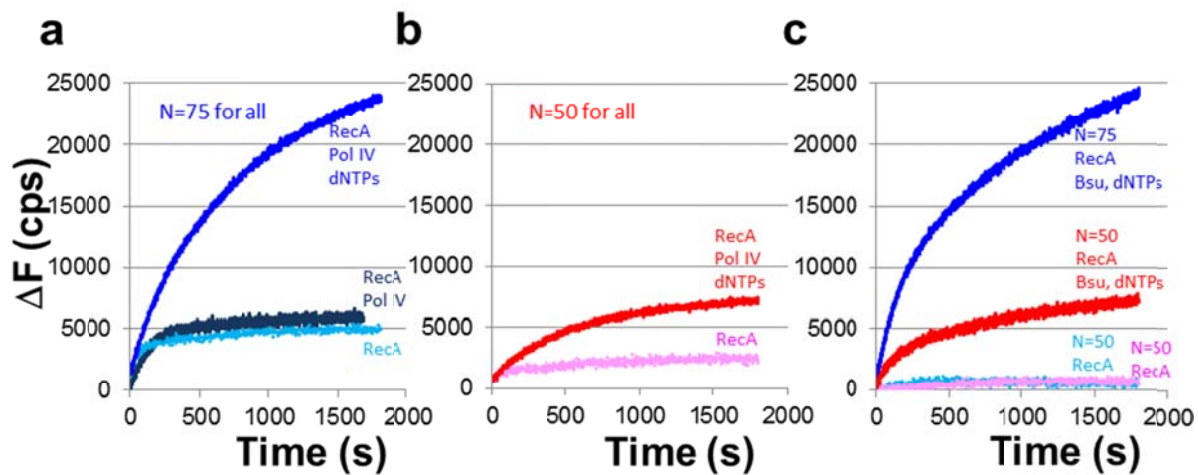 a
b
c
ΔF (cps)
25000
20000
15000
10000
5000
0
N=75 for all
RecA
Pol IV
dNTPs
RecA
Pol IV
RecA
0 500 1000 1500 2000
Time (s)
25000
20000
15000
10000
5000
0
N=50 for all
RecA
Pol IV
dNTPs
RecA
0 500 1000 1500 2000
Time (s)
25000
20000
15000
10000
5000
0
N=75
RecA
Bsu, dNTPs
N=50
RecA
Bsu, dNTPs
N=50
RecA
N=50
RecA
0 500 1000 1500 2000
Time (s)